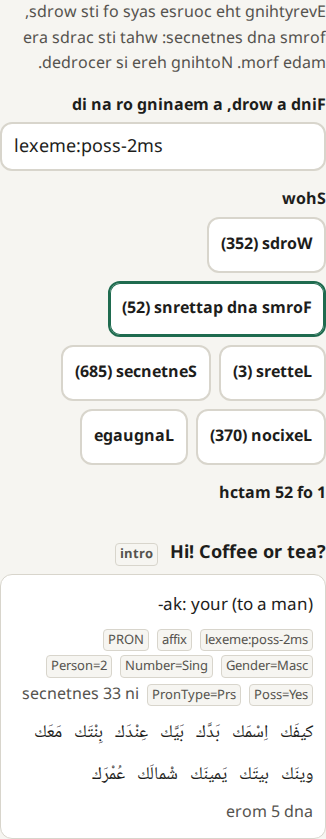 ,sdrow sti fo syas esruoc eht gnihtyrevE
era sdrac sti tahw :secnetnes dna smrof
.dedrocer si ereh gnihtoN .morf edam
di na ro gninaem a ,drow a dniF
lexeme:poss-2ms
wohS
(352) sdroW
(52) snrettap dna smroF
(685) secnetneS (3) sretteL
egaugnaL (370) nocixeL
hctam 52 fo 1
intro Hi! Coffee or tea?
-ak: your (to a man)
PRON affix lexeme:poss-2ms
Person=2 Number=Sing Gender=Masc
secnetnes 33 ni PronType=Prs Poss=Yes
كيفَك اِسْمَك بَدَّك بَيَّك عِنْدَك بِنْتَك مَعَك
وينَك بيتَك يَمينَك شْمالَك عُمْرَك
erom 5 dna